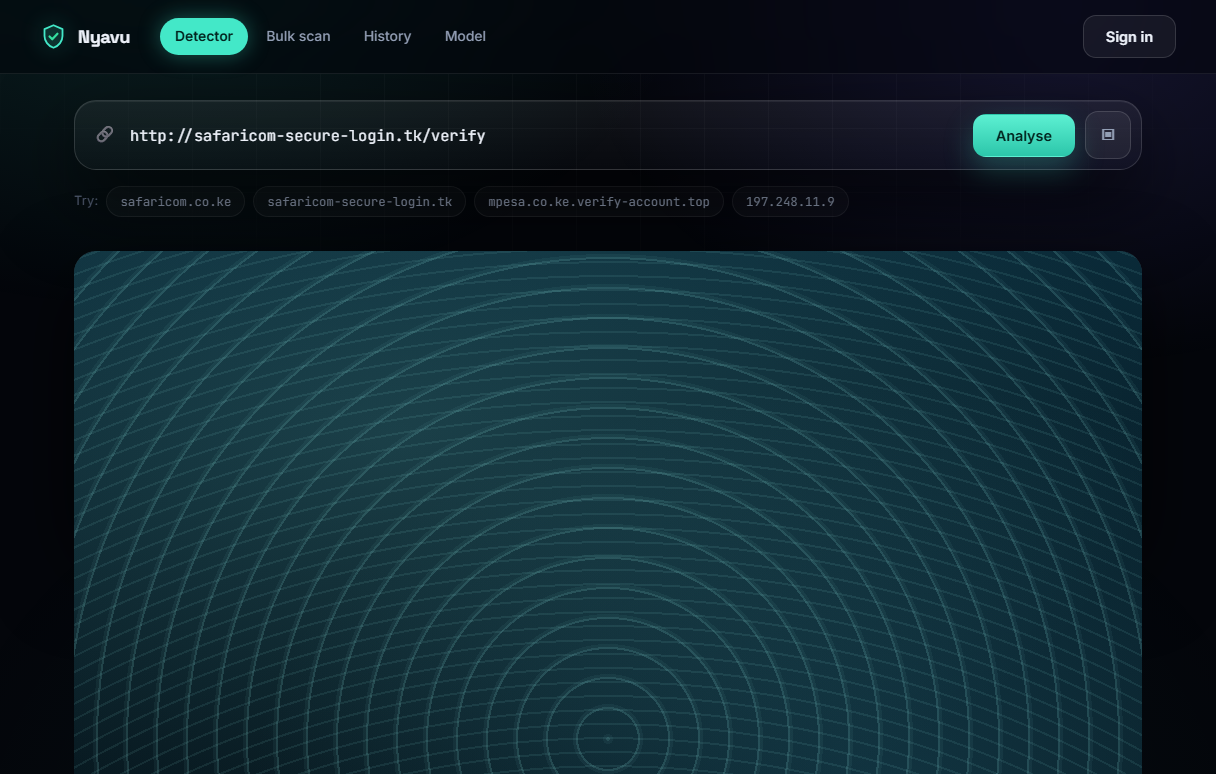 Nyavu
Detector
Bulk scan
History
Model
Sign in
http://safaricom-secure-login.tk/verify
Analyse
Try:
safaricom.co.ke
safaricom-secure-login.tk
mpesa.co.ke.verify-account.top
197.248.11.9